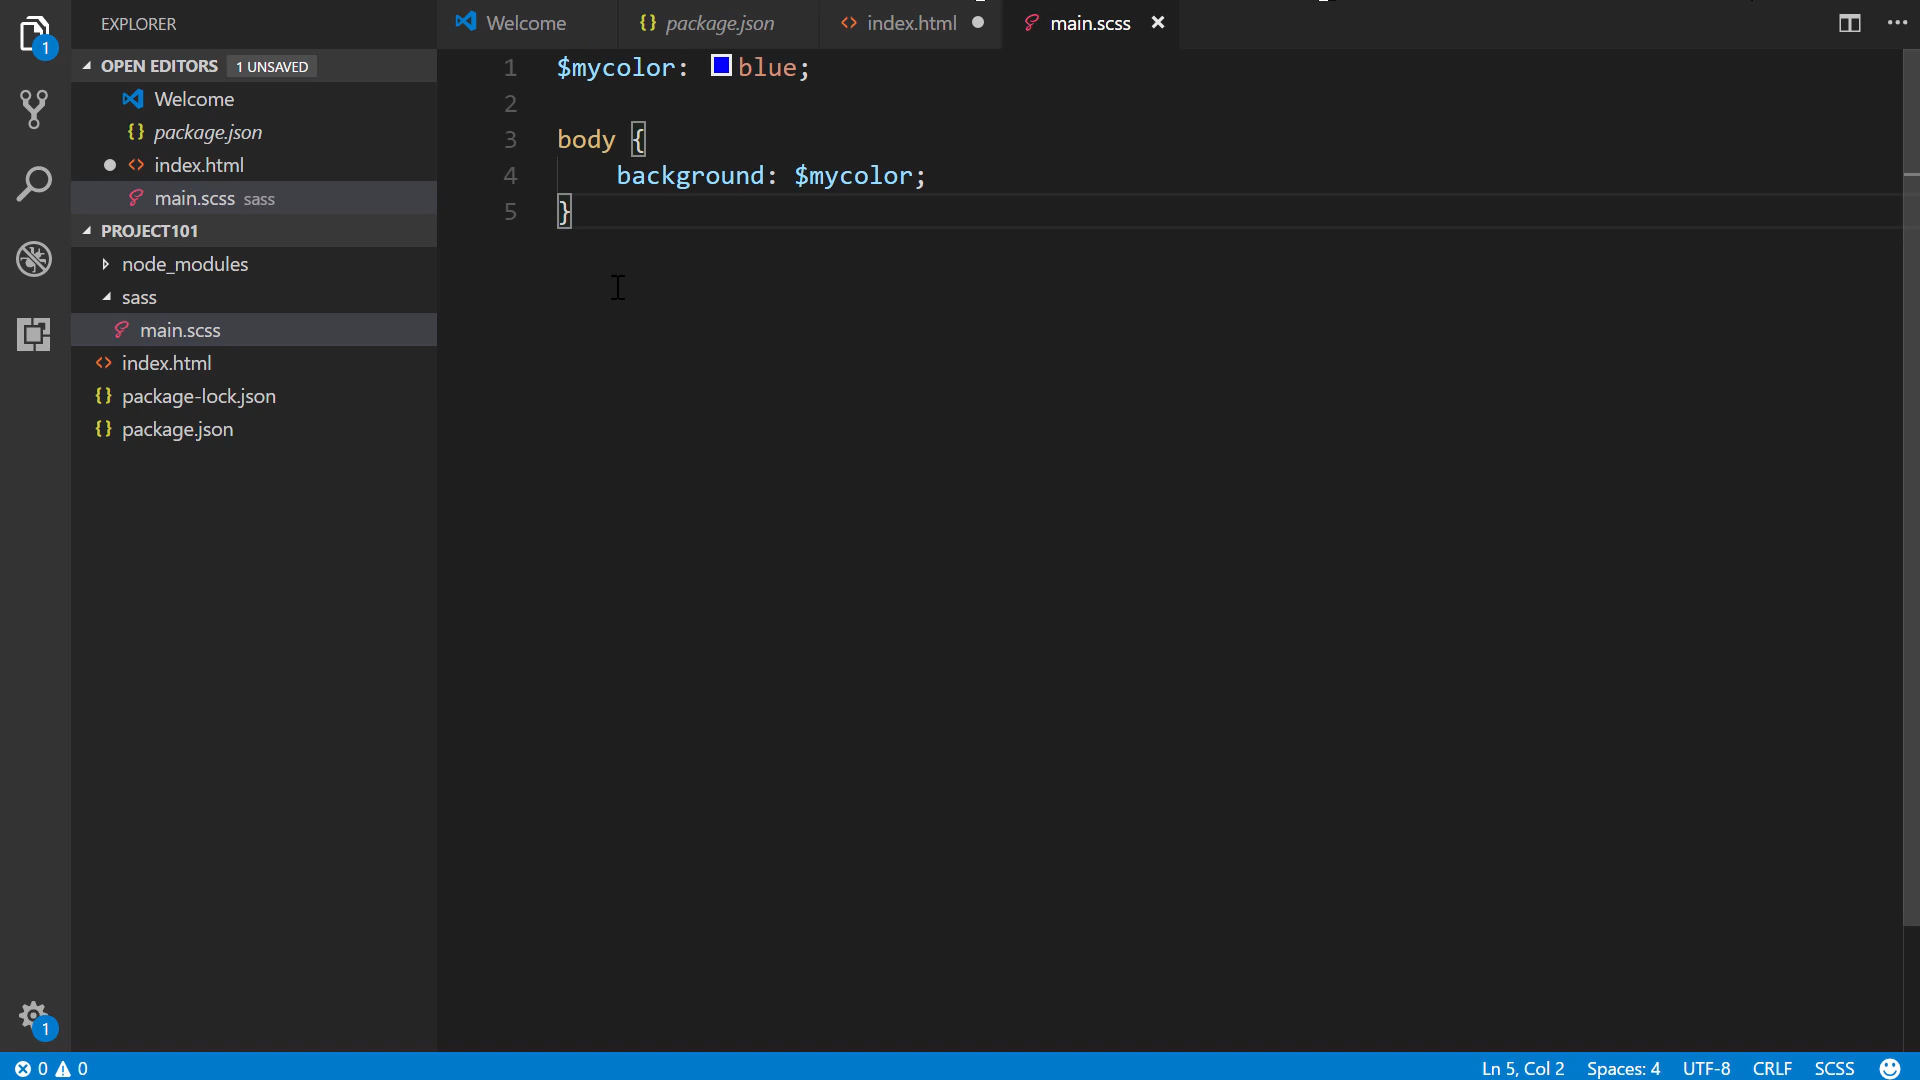 EXPLORER
Welcome
{} package.json
<> index.html
main.scss ×
1
OPEN EDITORS 1 UNSAVED
Welcome
{} package.json
<> index.html
main.scss sass
PROJECT101
node_modules
sass
main.scss
<> index.html
{} package-lock.json
{} package.json
1 $mycolor: blue;
2
3 body {
4 background: $mycolor;
5 }
1
0 0
Ln 5, Col 2 Spaces: 4 UTF-8 CRLF SCSS